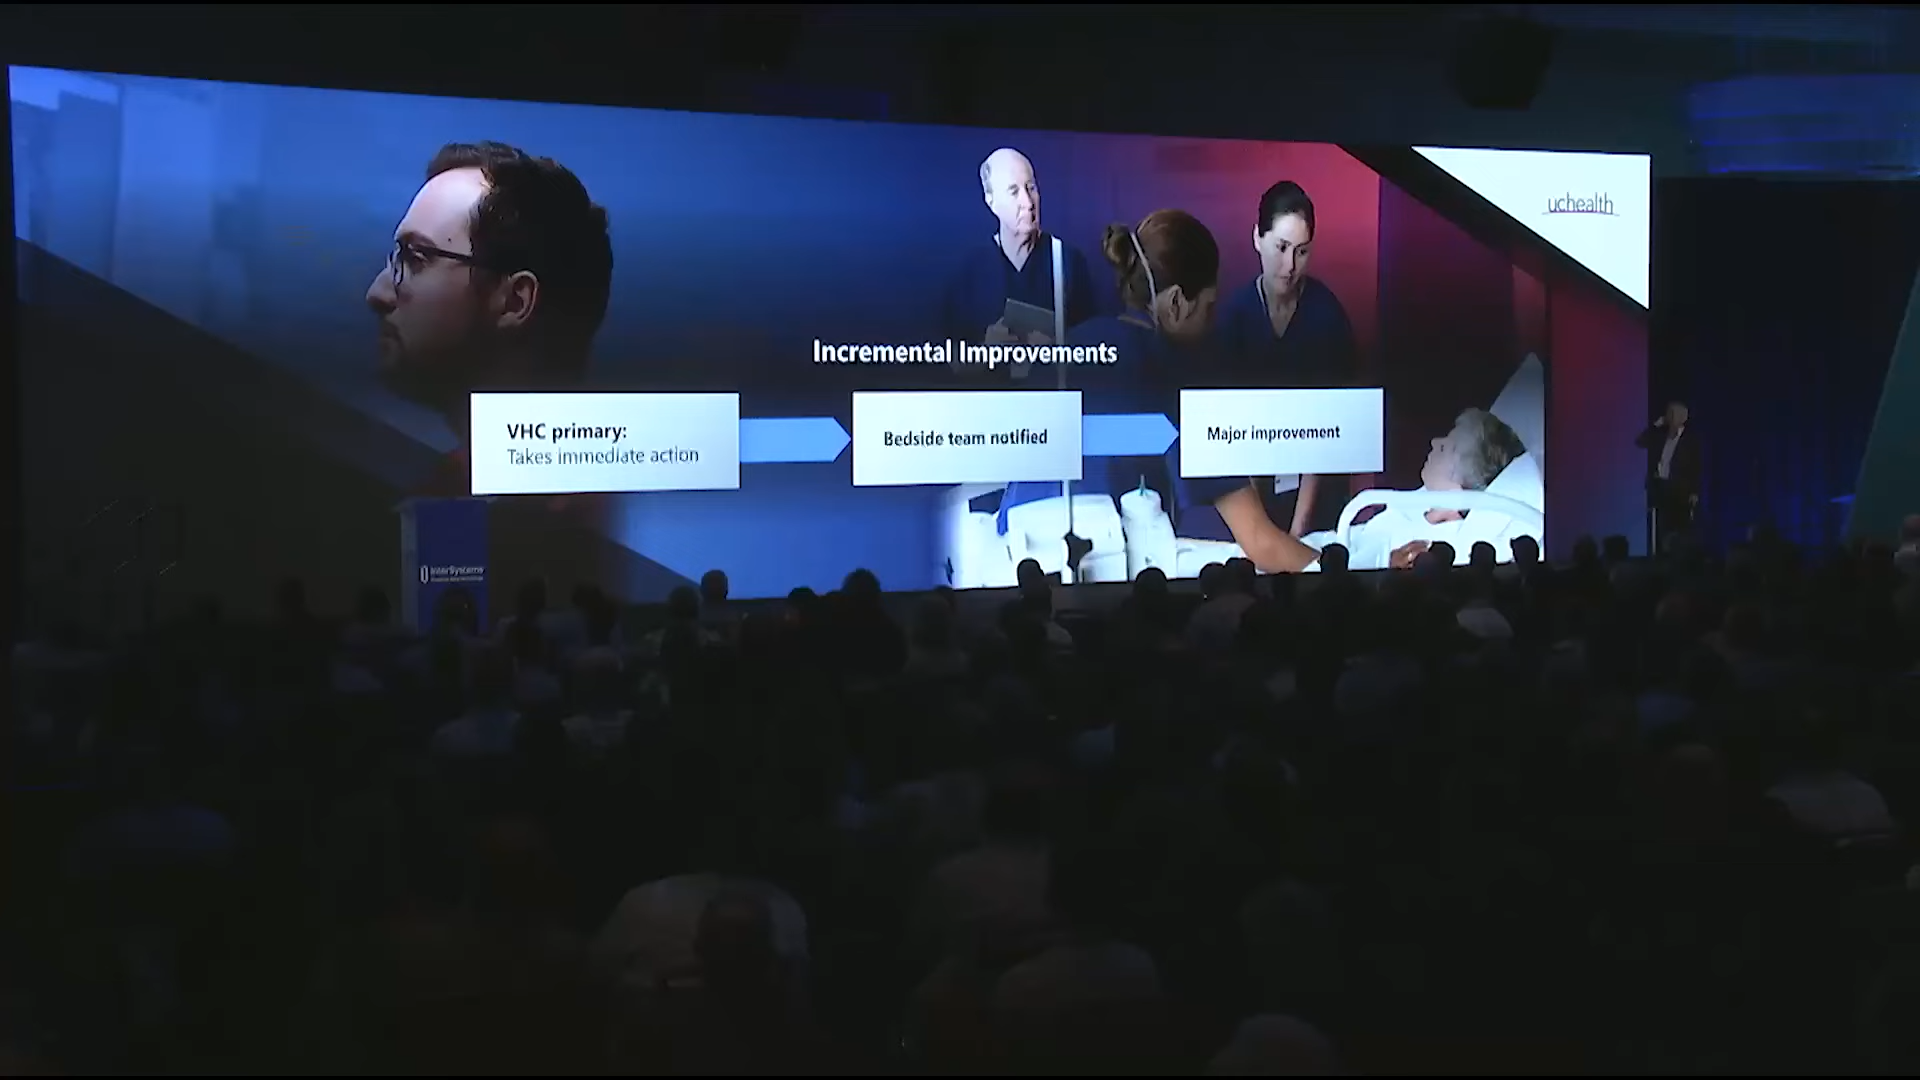 uchealth
Incremental Improvements
VHC primary:
Takes immediate action
Bedside team notified
Major improvement
InterSystems